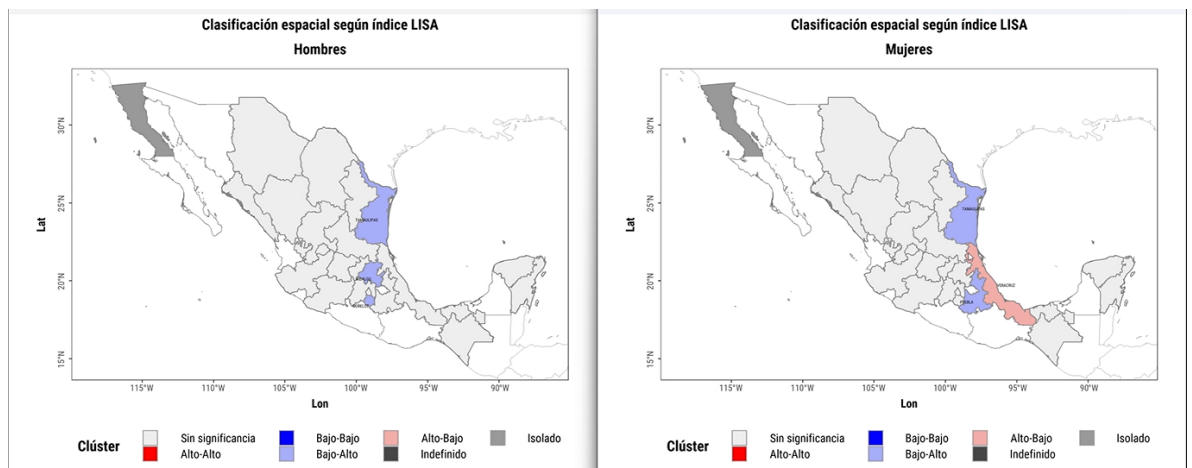 Clasificación espacial según índice LISA
Hombres
30°N
25°N
20°N
15°N
Lat
TAMAULIPAS
HIDALGO
MORELOS
115°W 110°W 105°W 100°W 95°W 90°W
Lon
Clúster
Sin significancia Bajo-Bajo Alto-Bajo Isolado
Alto-Alto Bajo-Alto Indefinido
Clasificación espacial según índice LISA
Mujeres
30°N
25°N
20°N
15°N
Lat
TAMAULIPAS
VERACRUZ
PUEBLA
115°W 110°W 105°W 100°W 95°W 90°W
Lon
Clúster
Sin significancia Bajo-Bajo Alto-Bajo Isolado
Alto-Alto Bajo-Alto Indefinido